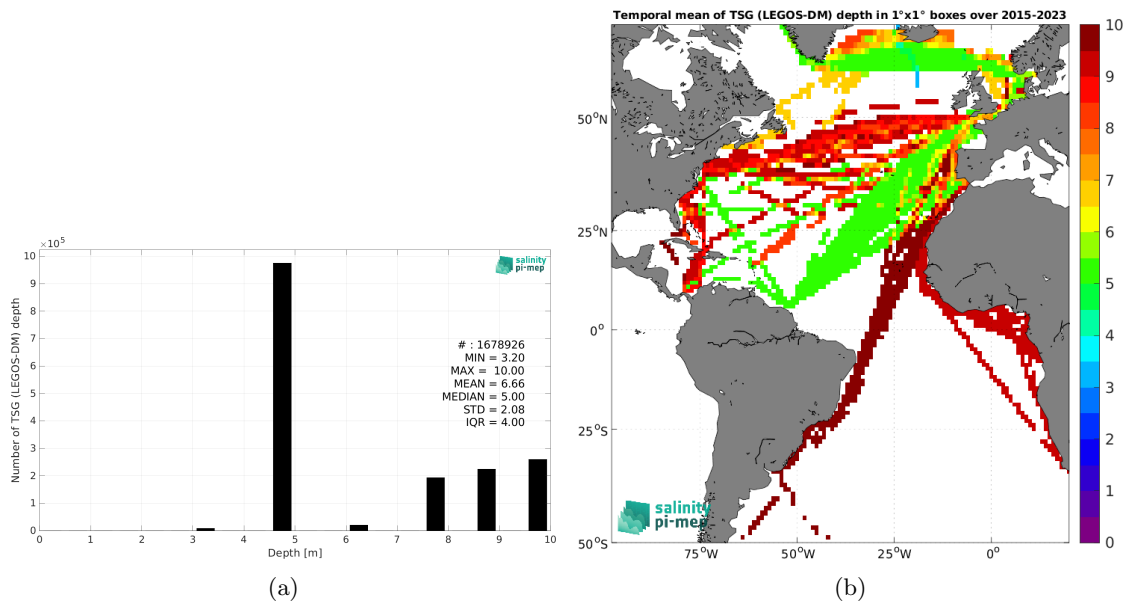 ×10⁵
10
9
8
7
6
5
4
3
2
1
0
Number of TSG (LEGOS-DM) depth
salinity
pi-mep
# : 1678926
MIN = 3.20
MAX = 10.00
MEAN = 6.66
MEDIAN = 5.00
STD = 2.08
IQR = 4.00
0 1 2 3 4 5 6 7 8 9 10
Depth [m]
(a)
Temporal mean of TSG (LEGOS-DM) depth in 1°x1° boxes over 2015-2023
50°N
25°N
0°
25°S
50°S
75°W 50°W 25°W 0°
salinity
pi-mep
10
9
8
7
6
5
4
3
2
1
0
(b)